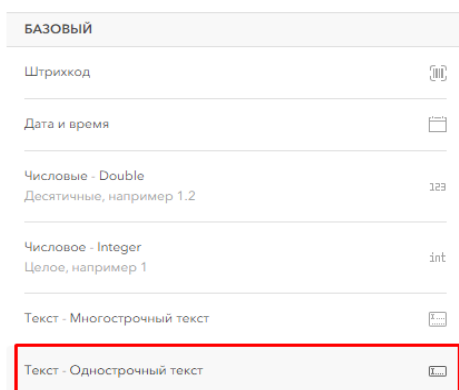 БАЗОВЫЙ
Штрихкод
Дата и время
Числовые - Double
Десятичные, например 1.2
123
Числовое - Integer
Целое, например 1
int
Текст - Многострочный текст
Текст - Однострочный текст